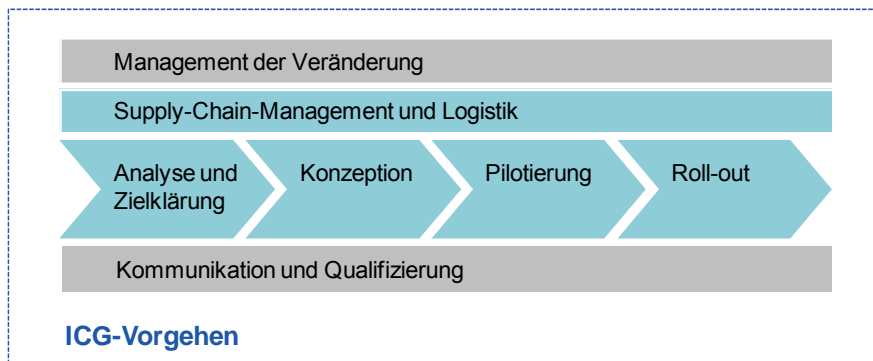 Management der Veränderung
Supply-Chain-Management und Logistik
Analyse und
Zielklärung
Konzeption
Pilotierung
Roll-out
Kommunikation und Qualifizierung
ICG-Vorgehen